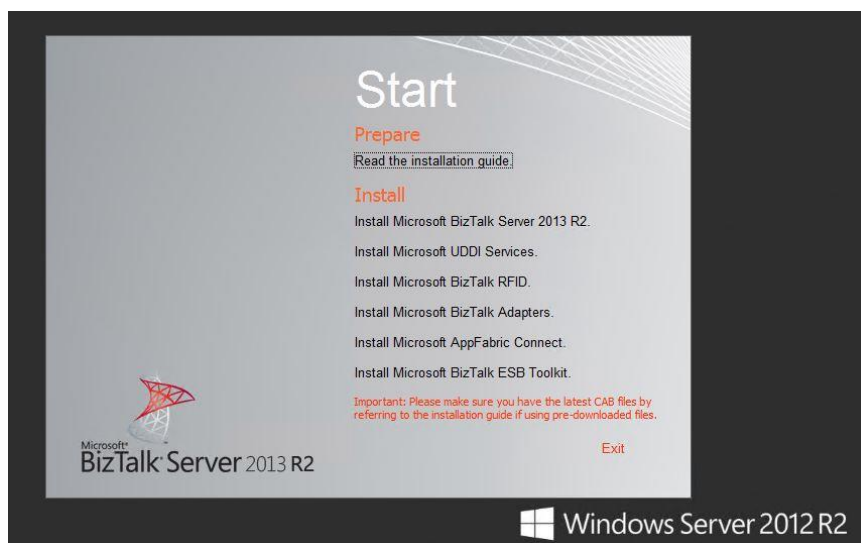 Start
Prepare
Read the installation guide.
Install
Install Microsoft BizTalk Server 2013 R2.
Install Microsoft UDDI Services.
Install Microsoft BizTalk RFID.
Install Microsoft BizTalk Adapters.
Install Microsoft AppFabric Connect.
Install Microsoft BizTalk ESB Toolkit.
Important: Please make sure you have the latest CAB files by
referring to the installation guide if using pre-downloaded files.
Exit
Microsoft®
BizTalk Server 2013 R2
Windows Server 2012 R2